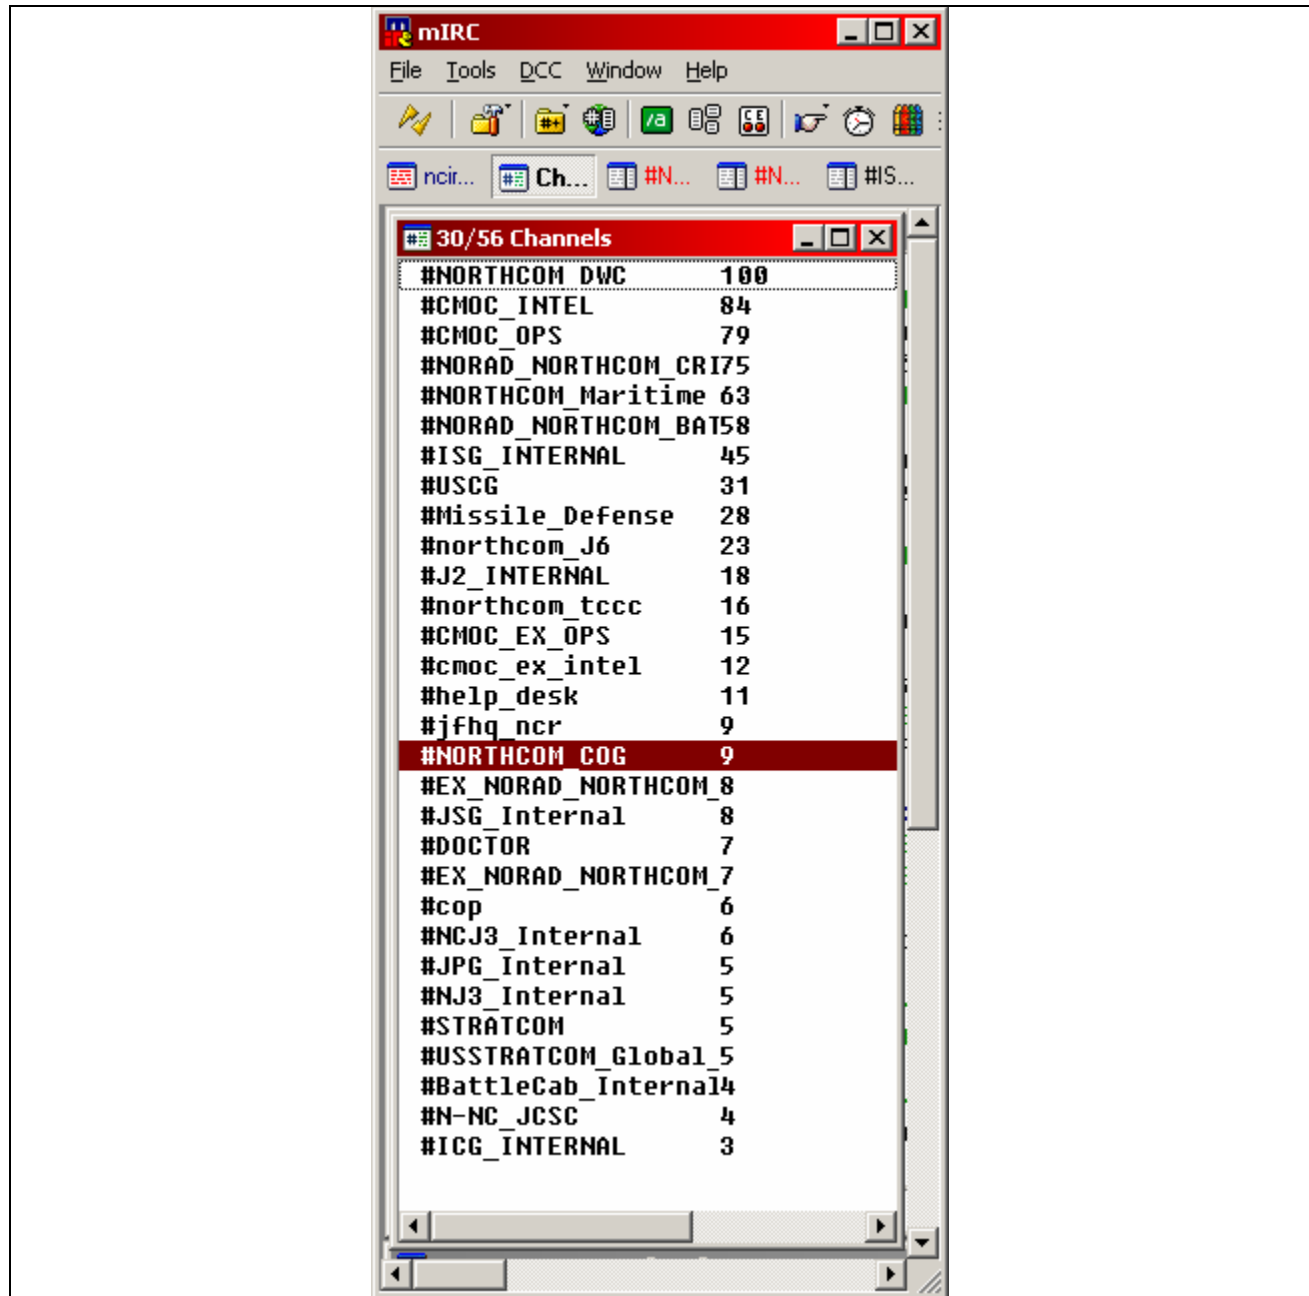 mIRC
File Tools DCC Window Help
/a
ncir... Ch... #N... #N... #IS...
30/56 Channels
#NORTHCOM_DWC 100
#CMOC_INTEL 84
#CMOC_OPS 79
#NORAD_NORTHCOM_CRI75
#NORTHCOM_Maritime 63
#NORAD_NORTHCOM_BAT58
#ISG_INTERNAL 45
#USCG 31
#Missile_Defense 28
#northcom_J6 23
#J2_INTERNAL 18
#northcom_tccc 16
#CMOC_EX_OPS 15
#cmoc_ex_intel 12
#help_desk 11
#jfhq_ncr 9
#NORTHCOM_COG 9
#EX_NORAD_NORTHCOM_8
#JSG_Internal 8
#DOCTOR 7
#EX_NORAD_NORTHCOM_7
#cop 6
#NCJ3_Internal 6
#JPG_Internal 5
#NJ3_Internal 5
#STRATCOM 5
#USSTRATCOM_Global_5
#BattleCab_Internal4
#N-NC_JCSC 4
#ICG_INTERNAL 3